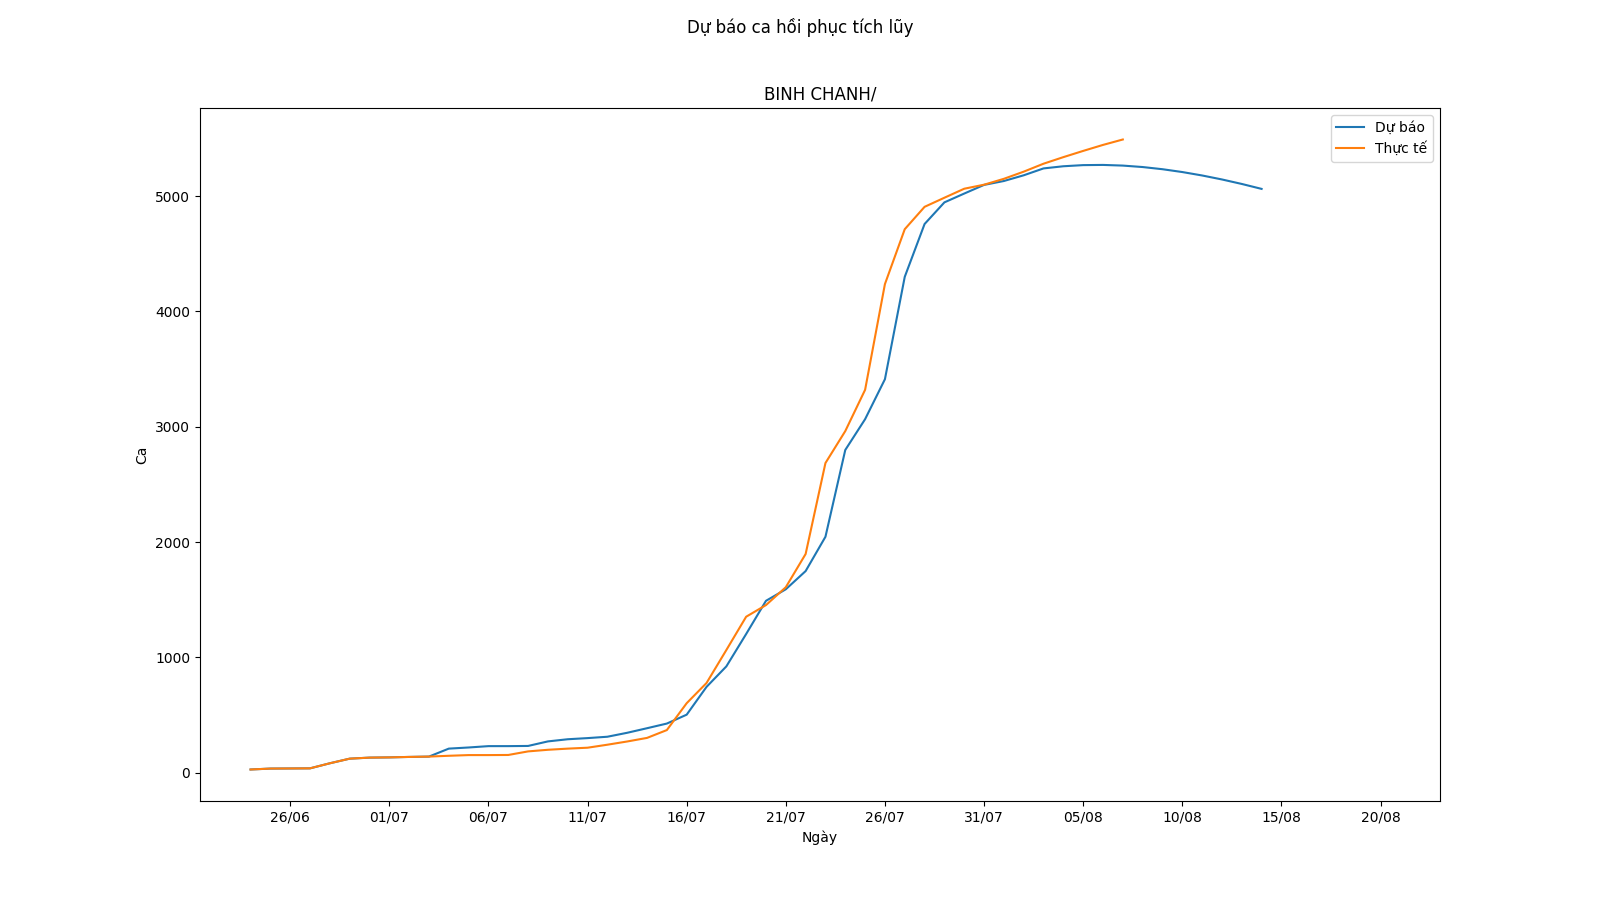 Dự báo ca hồi phục tích lũy
BINH CHANH/
Dự báo
Thực tế
5000
4000
3000
2000
1000
0
Ca
26/06 01/07 06/07 11/07 16/07 21/07 26/07 31/07 05/08 10/08 15/08 20/08
Ngày